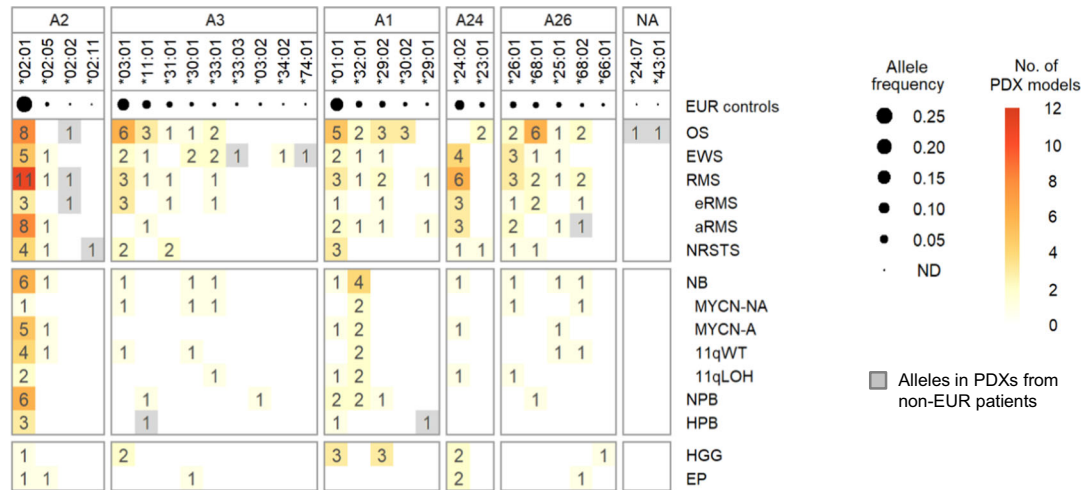 A2 A3 A1 A24 A26 NA
*02:01 *02:05 *02:02 *02:11 *03:01 *11:01 *31:01 *30:01 *33:03 *03:02 *34:02 *74:01 *01:01 *32:01 *29:02 *30:02 *29:01 *24:02 *23:01 *26:01 *68:01 *25:01 *68:02 *66:01 *24:07 *43:01
EUR controls
8 1 6 3 1 1 2 5 2 3 3 2 2 6 1 2 1 1 OS
5 1 2 1 2 2 1 1 1 2 1 1 4 3 1 1 EWS
11 1 1 3 1 1 1 3 1 2 1 6 3 2 1 2 RMS
3 1 3 1 1 1 1 3 1 2 1 eRMS
8 1 1 2 1 1 1 3 2 1 1 aRMS
4 1 1 2 2 3 1 1 1 1 NRSTS
6 1 1 1 1 1 4 1 1 1 1 NB
1 1 1 1 2 1 1 MYCN-NA
5 1 1 2 1 1 MYCN-A
4 1 1 1 2 1 1 11qWT
2 1 1 2 1 1 11qLOH
6 1 1 2 2 1 1 NPB
3 1 1 1 HPB
1 2 3 3 2 1 HGG
1 1 1 2 1 EP
Allele
frequency
0.25
0.20
0.15
0.10
0.05
ND
No. of
PDX models
12
10
8
6
4
2
0
Alleles in PDXs from
non-EUR patients